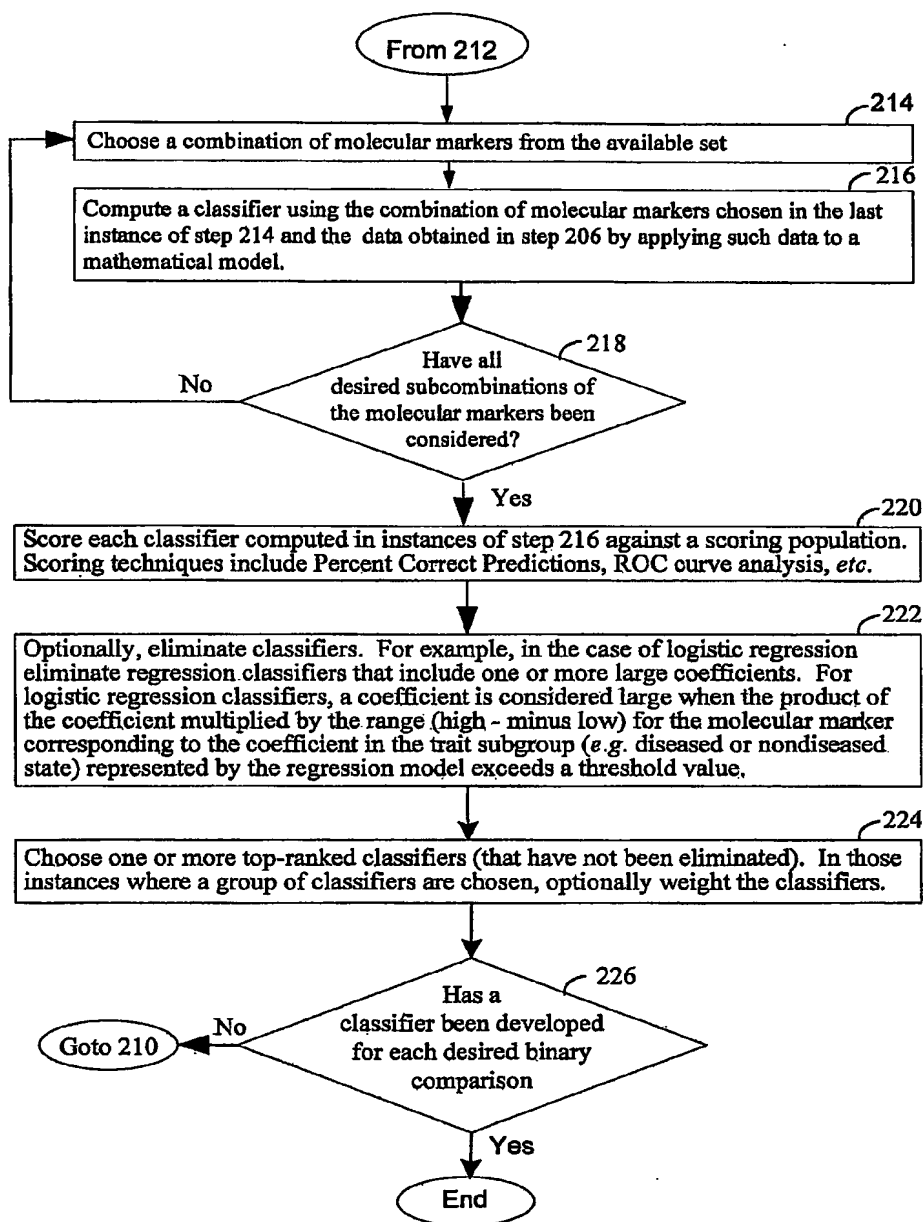 From 212
214
Choose a combination of molecular markers from the available set
216
Compute a classifier using the combination of molecular markers chosen in the last
instance of step 214 and the data obtained in step 206 by applying such data to a
mathematical model.
218
Have all
desired subcombinations of
the molecular markers been
considered?
No
Yes
220
Score each classifier computed in instances of step 216 against a scoring population.
Scoring techniques include Percent Correct Predictions, ROC curve analysis, etc.
222
Optionally, eliminate classifiers. For example, in the case of logistic regression
eliminate regression classifiers that include one or more large coefficients. For
logistic regression classifiers, a coefficient is considered large when the product of
the coefficient multiplied by the range (high - minus low) for the molecular marker
corresponding to the coefficient in the trait subgroup (e.g. diseased or nondiseased
state) represented by the regression model exceeds a threshold value.
224
Choose one or more top-ranked classifiers (that have not been eliminated). In those
instances where a group of classifiers are chosen, optionally weight the classifiers.
226
Has a
classifier been developed
for each desired binary
comparison
No
Goto 210
Yes
End